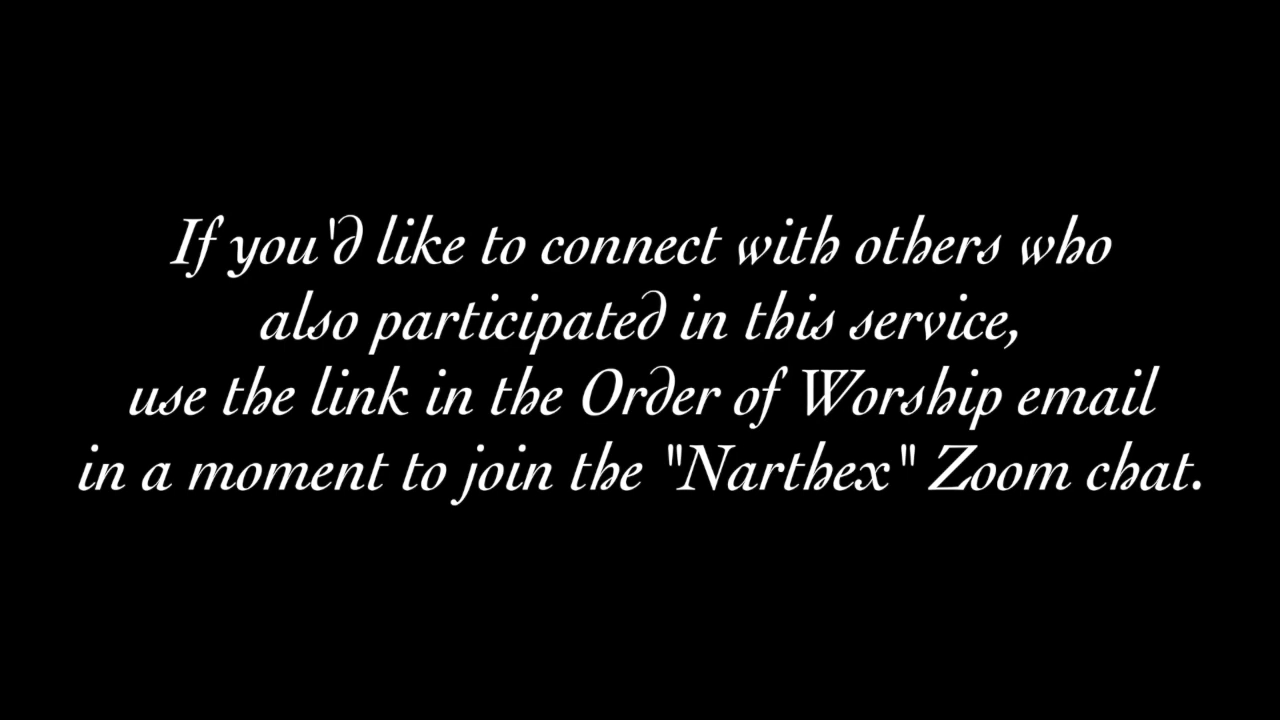 If you'd like to connect with others who
also participated in this service,
use the link in the Order of Worship email
in a moment to join the "Narthex" Zoom chat.